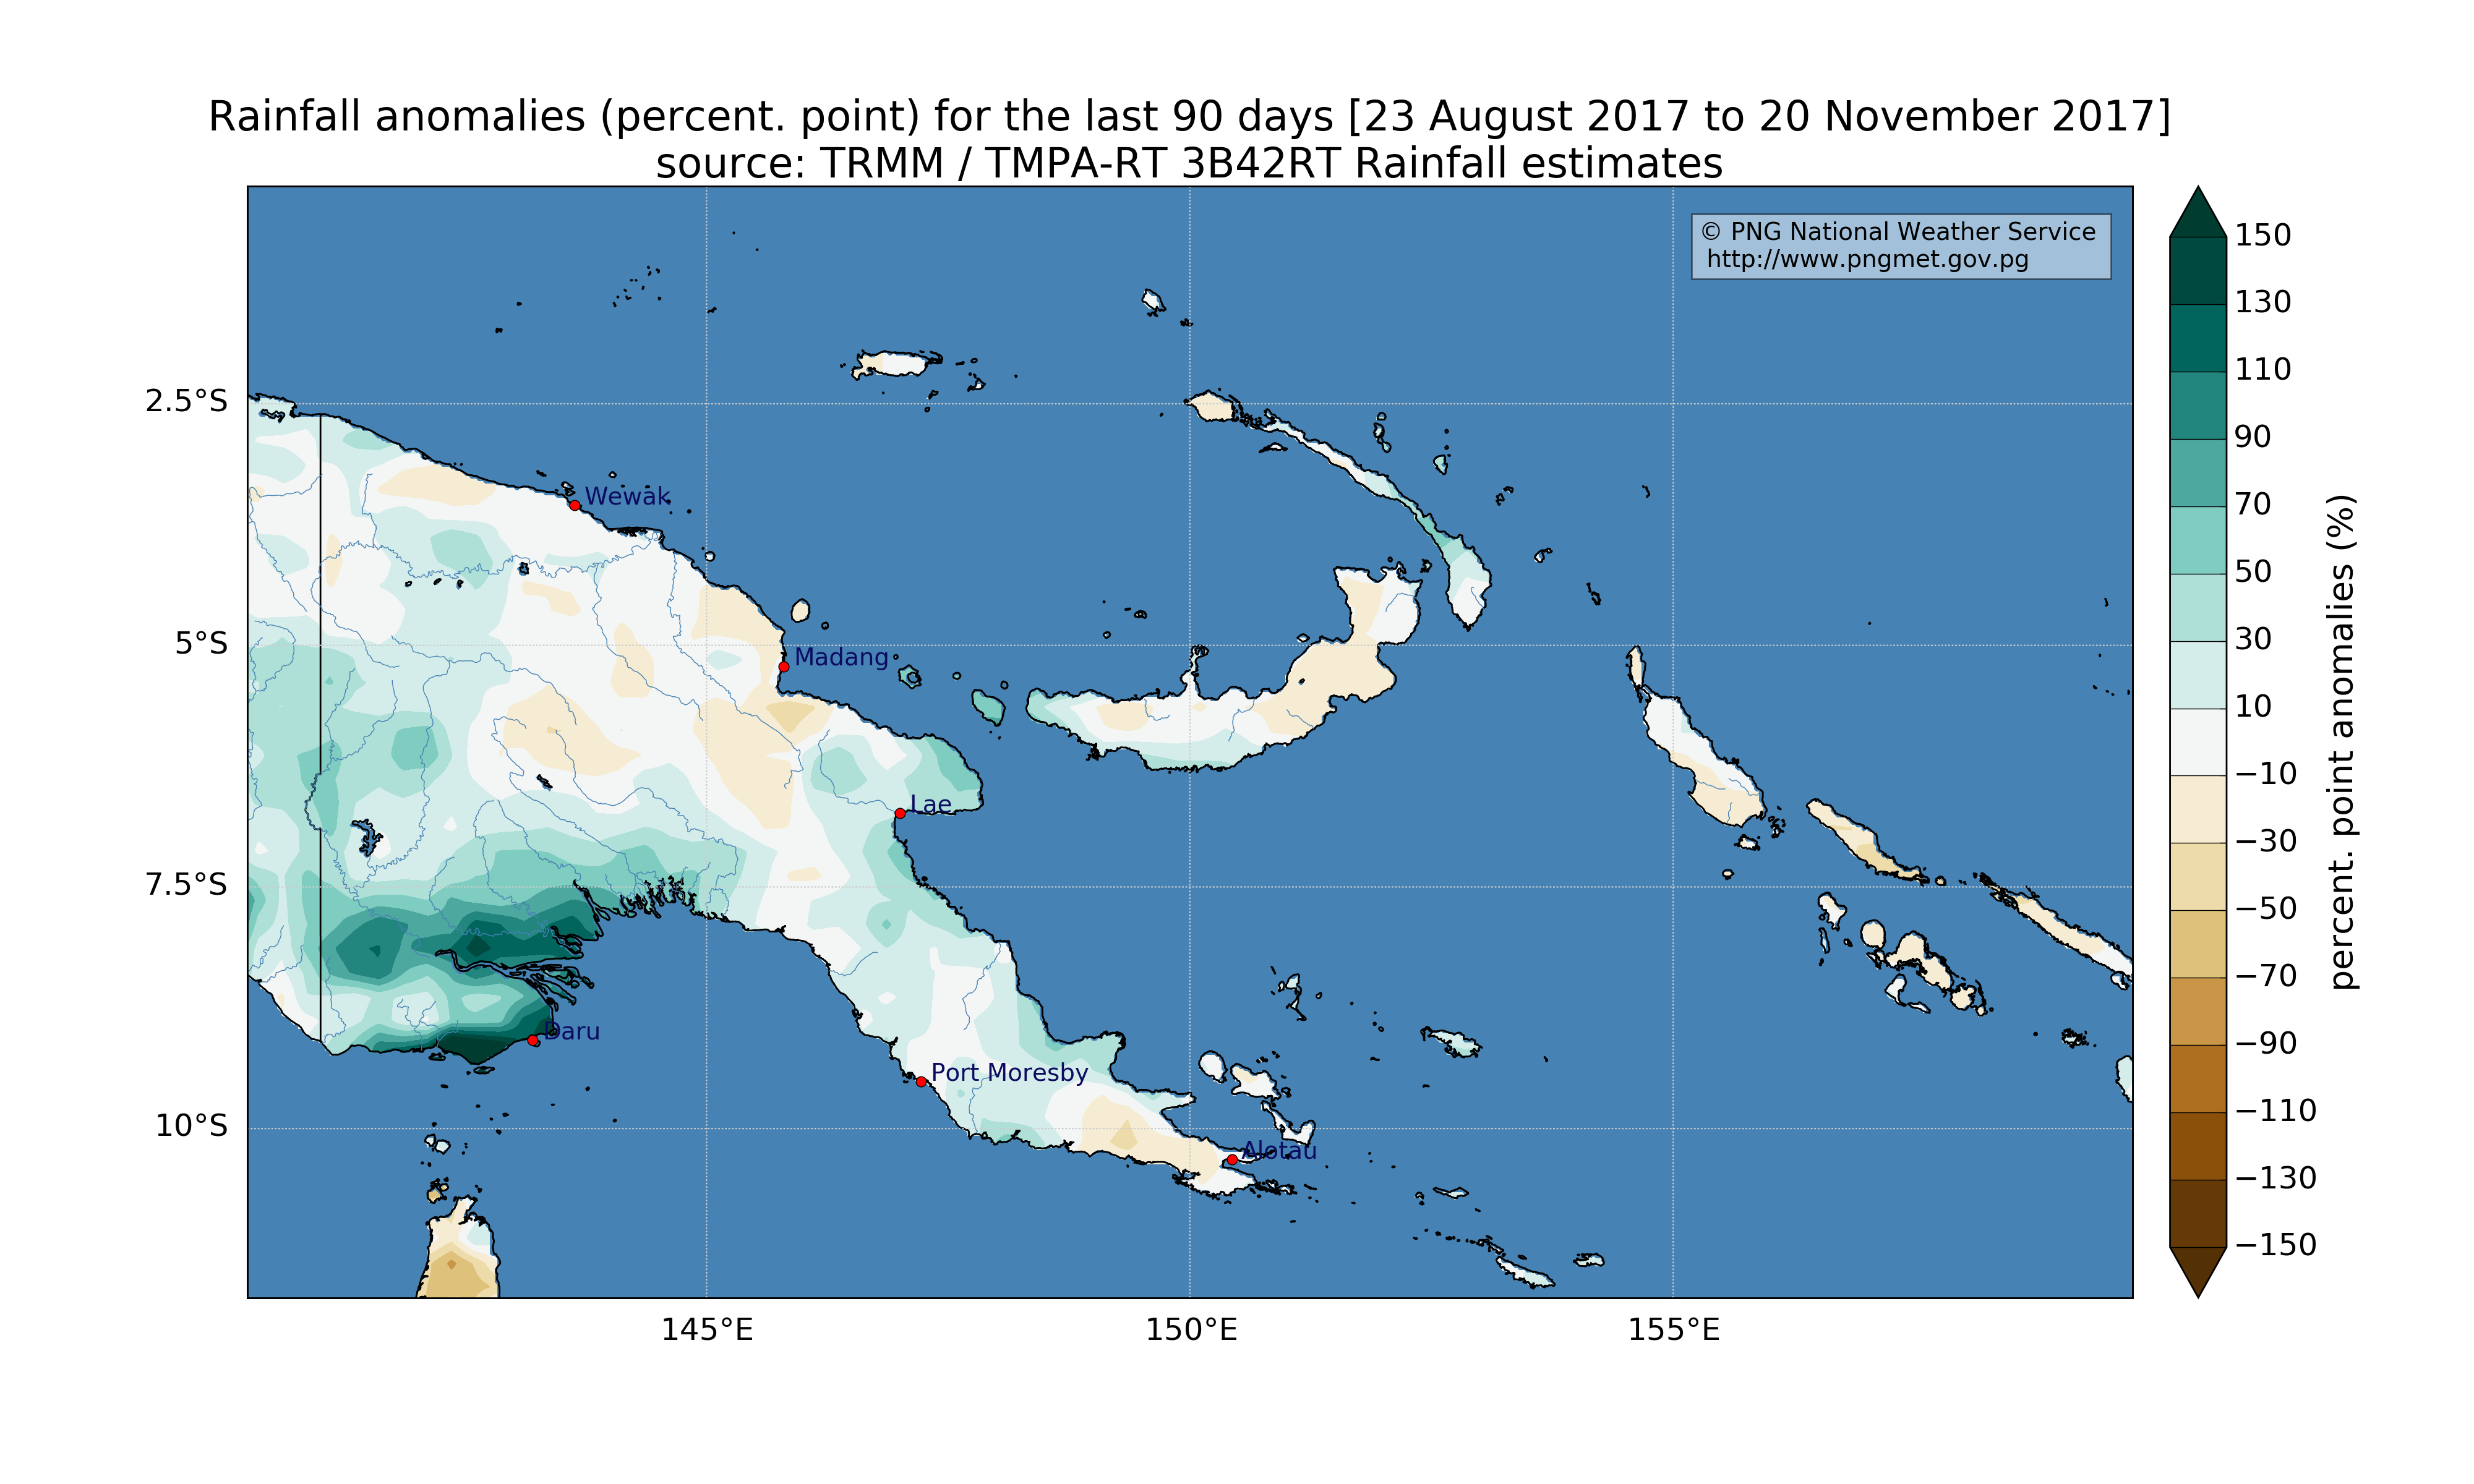 Rainfall anomalies (percent. point) for the last 90 days [23 August 2017 to 20 November 2017]
source: TRMM / TMPA-RT 3B42RT Rainfall estimates
© PNG National Weather Service
http://www.pngmet.gov.pg
2.5°S
5°S
7.5°S
10°S
Wewak
Madang
Lae
Daru
Port Moresby
Alotau
145°E
150°E
155°E
150
130
110
90
70
50
30
10
−10
−30
−50
−70
−90
−110
−130
−150
percent. point anomalies (%)